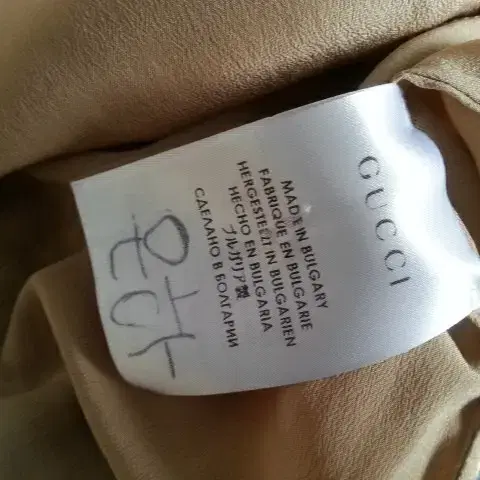 GUCCI
MADE IN BULGARY
FABRIQUE EN BULGARIE
HERGESTELLT IN BULGARIEN
HECHO EN BULGARIA
ブルガリア製
СДЕЛАНО В БОЛГАРИИ